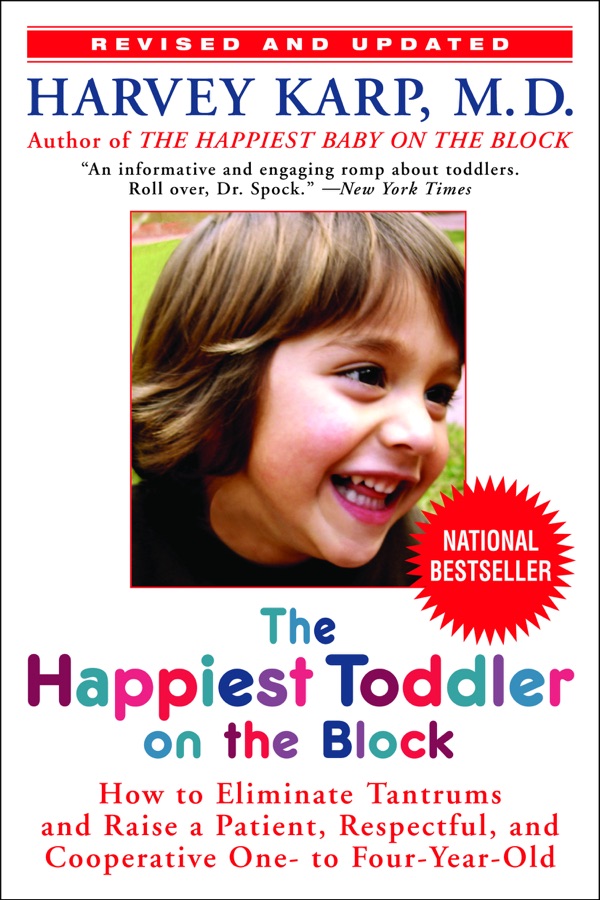 REVISED AND UPDATED
HARVEY KARP, M.D.
Author of THE HAPPIEST BABY ON THE BLOCK
“An informative and engaging romp about toddlers.
Roll over, Dr. Spock.” —New York Times
NATIONAL
BESTSELLER
The
Happiest Toddler
on the Block
How to Eliminate Tantrums
and Raise a Patient, Respectful, and
Cooperative One- to Four-Year-Old